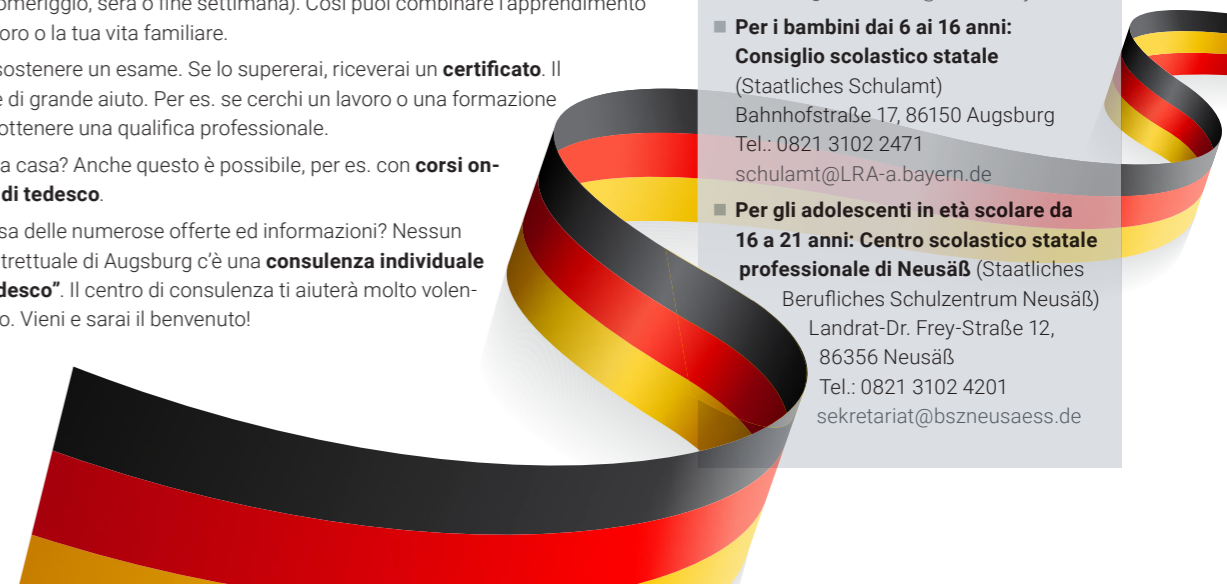 omeriggio, sera o fine settimana). Così puoi combinare l'apprendimento
oro o la tua vita familiare.
sostenere un esame. Se lo supererai, riceverai un certificato. Il
e di grande aiuto. Per es. se cerchi un lavoro o una formazione
ottenere una qualifica professionale.
a casa? Anche questo è possibile, per es. con corsi on-
di tedesco.
sa delle numerose offerte ed informazioni? Nessun
trettuale di Augsburg c'è una consulenza individuale
desco”. Il centro di consulenza ti aiuterà molto volen-
o. Vieni e sarai il benvenuto!
■ Per i bambini dai 6 ai 16 anni:
Consiglio scolastico statale
(Staatliches Schulamt)
Bahnhofstraße 17, 86150 Augsburg
Tel.: 0821 3102 2471
schulamt@LRA-a.bayern.de
■ Per gli adolescenti in età scolare da
16 a 21 anni: Centro scolastico statale
professionale di Neusäß (Staatliches
Berufliches Schulzentrum Neusäß)
Landrat-Dr. Frey-Straße 12,
86356 Neusäß
Tel.: 0821 3102 4201
sekretariat@bszneusaess.de